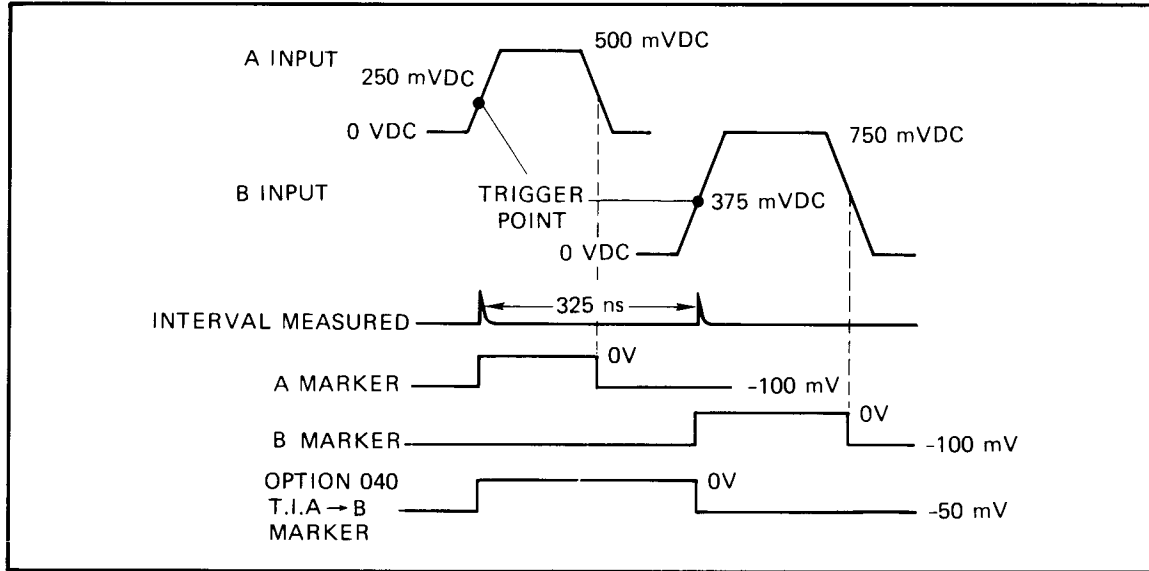 A INPUT
500 mVDC
250 mVDC
0 VDC
B INPUT
TRIGGER
POINT
750 mVDC
375 mVDC
0 VDC
INTERVAL MEASURED
325 ns
A MARKER
0V
-100 mV
B MARKER
0V
-100 mV
OPTION 040
T.I.A → B
MARKER
0V
-50 mV